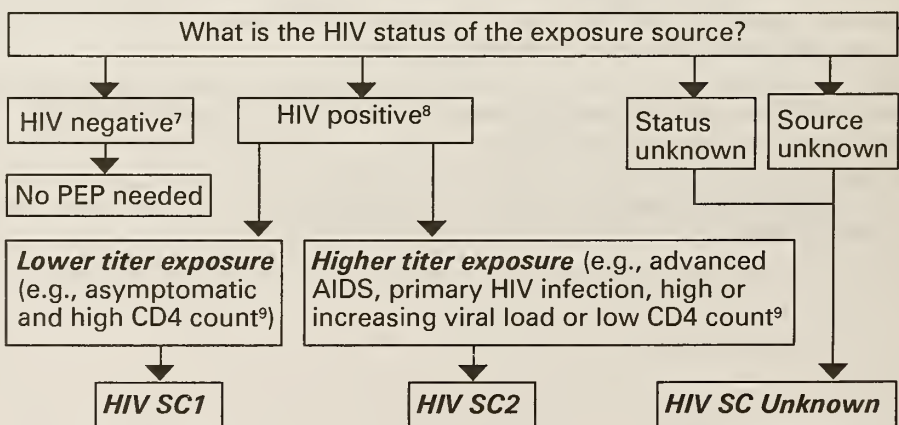 What is the HIV status of the exposure source?
HIV negative⁷
HIV positive⁸
Status
unknown
Source
unknown
No PEP needed
Lower titer exposure
(e.g., asymptomatic
and high CD4 count⁹)
Higher titer exposure (e.g., advanced
AIDS, primary HIV infection, high or
increasing viral load or low CD4 count⁹
HIV SC1
HIV SC2
HIV SC Unknown